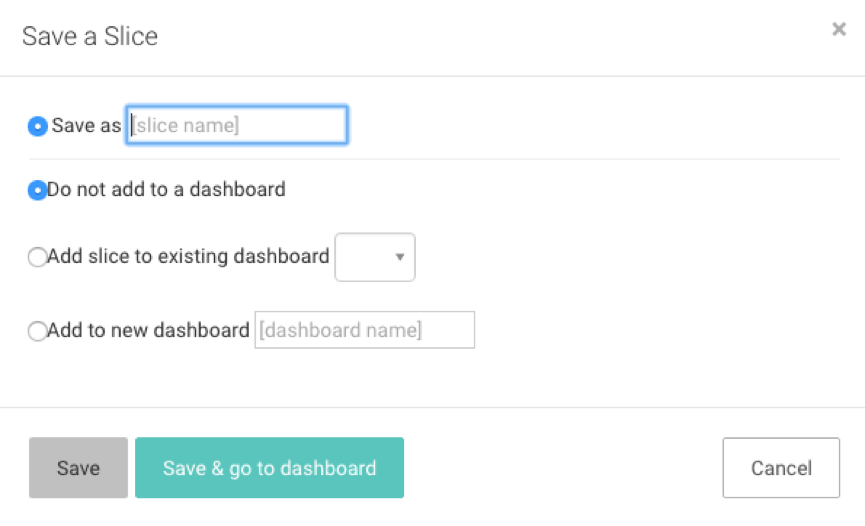 Save a Slice ×
Save as [slice name]
Do not add to a dashboard
Add slice to existing dashboard
Add to new dashboard [dashboard name]
Save Save & go to dashboard Cancel